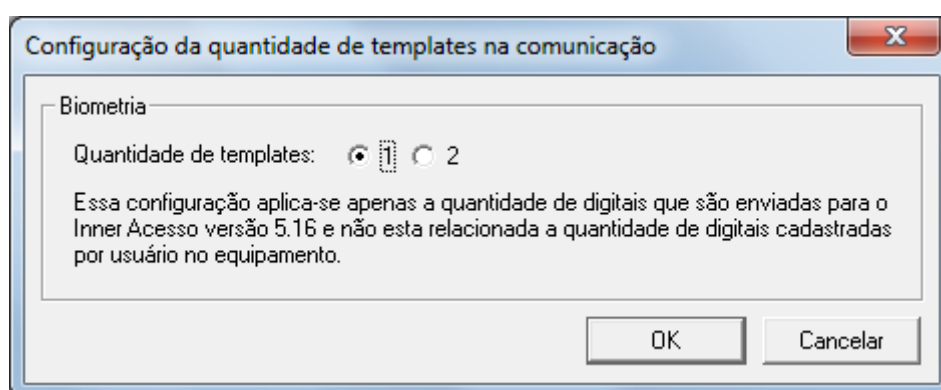 Configuração da quantidade de templates na comunicação
Biometria
Quantidade de templates: 1 2
Essa configuração aplica-se apenas a quantidade de digitais que são enviadas para o
Inner Acesso versão 5.16 e não esta relacionada a quantidade de digitais cadastradas
por usuário no equipamento.
OK Cancelar